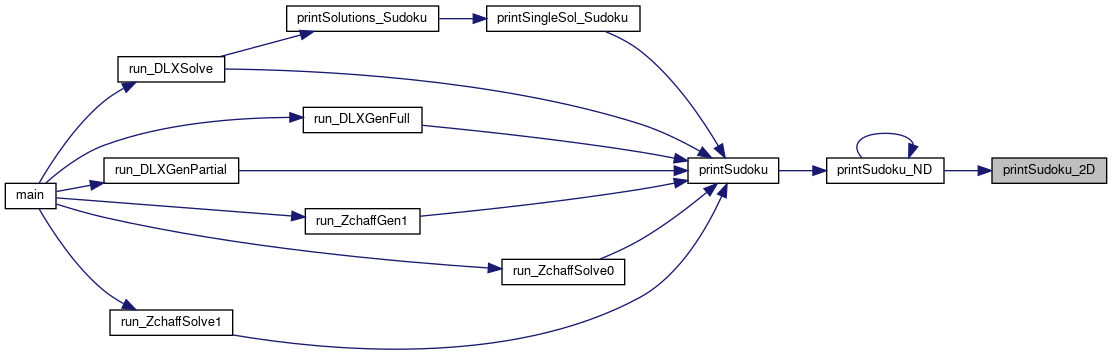 printSolutions_Sudoku
printSingleSol_Sudoku
run_DLXSolve
run_DLXGenFull
run_DLXGenPartial
printSudoku
printSudoku_ND
printSudoku_2D
main
run_ZchaffGen1
run_ZchaffSolve0
run_ZchaffSolve1